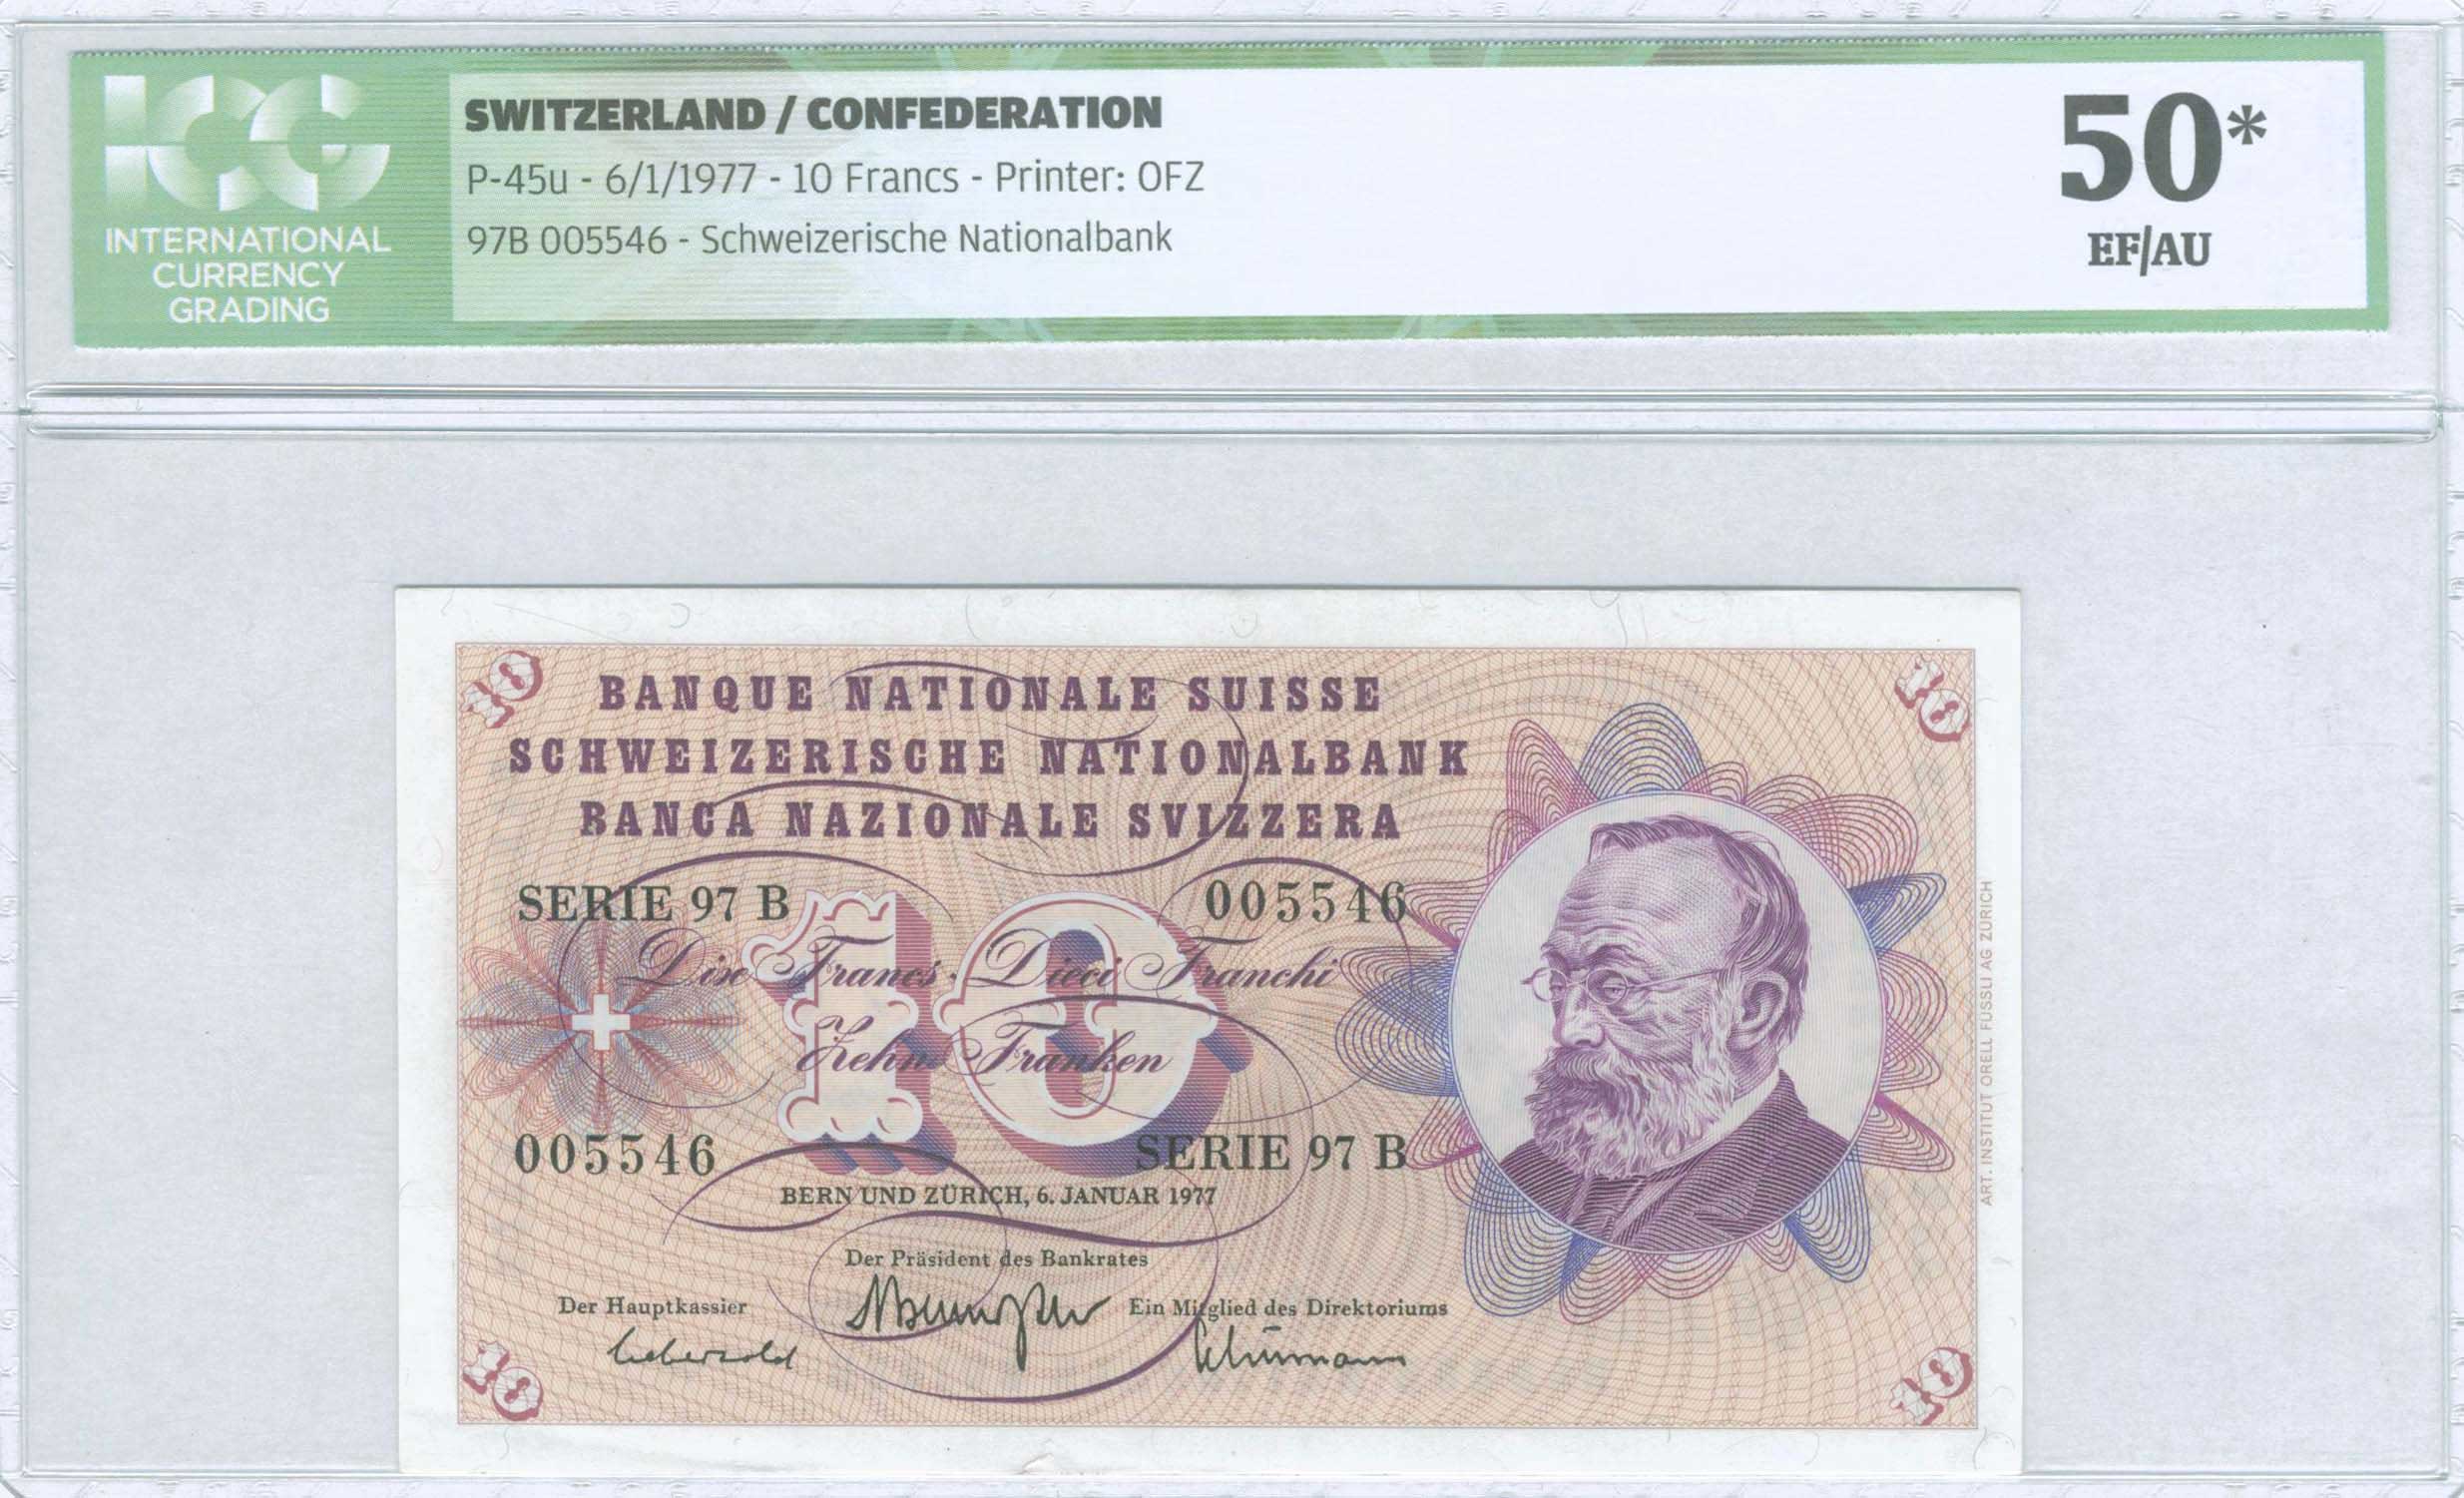 ICG
INTERNATIONAL
CURRENCY
GRADING
SWITZERLAND / CONFEDERATION
P-45u - 6/1/1977 - 10 Francs - Printer: OFZ
97B 005546 - Schweizerische Nationalbank
50*
EF/AU
10
10
BANQUE NATIONALE SUISSE
SCHWEIZERISCHE NATIONALBANK
BANCA NAZIONALE SVIZZERA
SERIE 97 B
005546
10
Dix Francs · Dieci Franchi
Zehn Franken
005546
SERIE 97 B
BERN UND ZÜRICH, 6. JANUAR 1977
Der Präsident des Bankrates
Der Hauptkassier
Ein Mitglied des Direktoriums
10
10
ART. INSTITUT ORELL FÜSSLI AG ZÜRICH